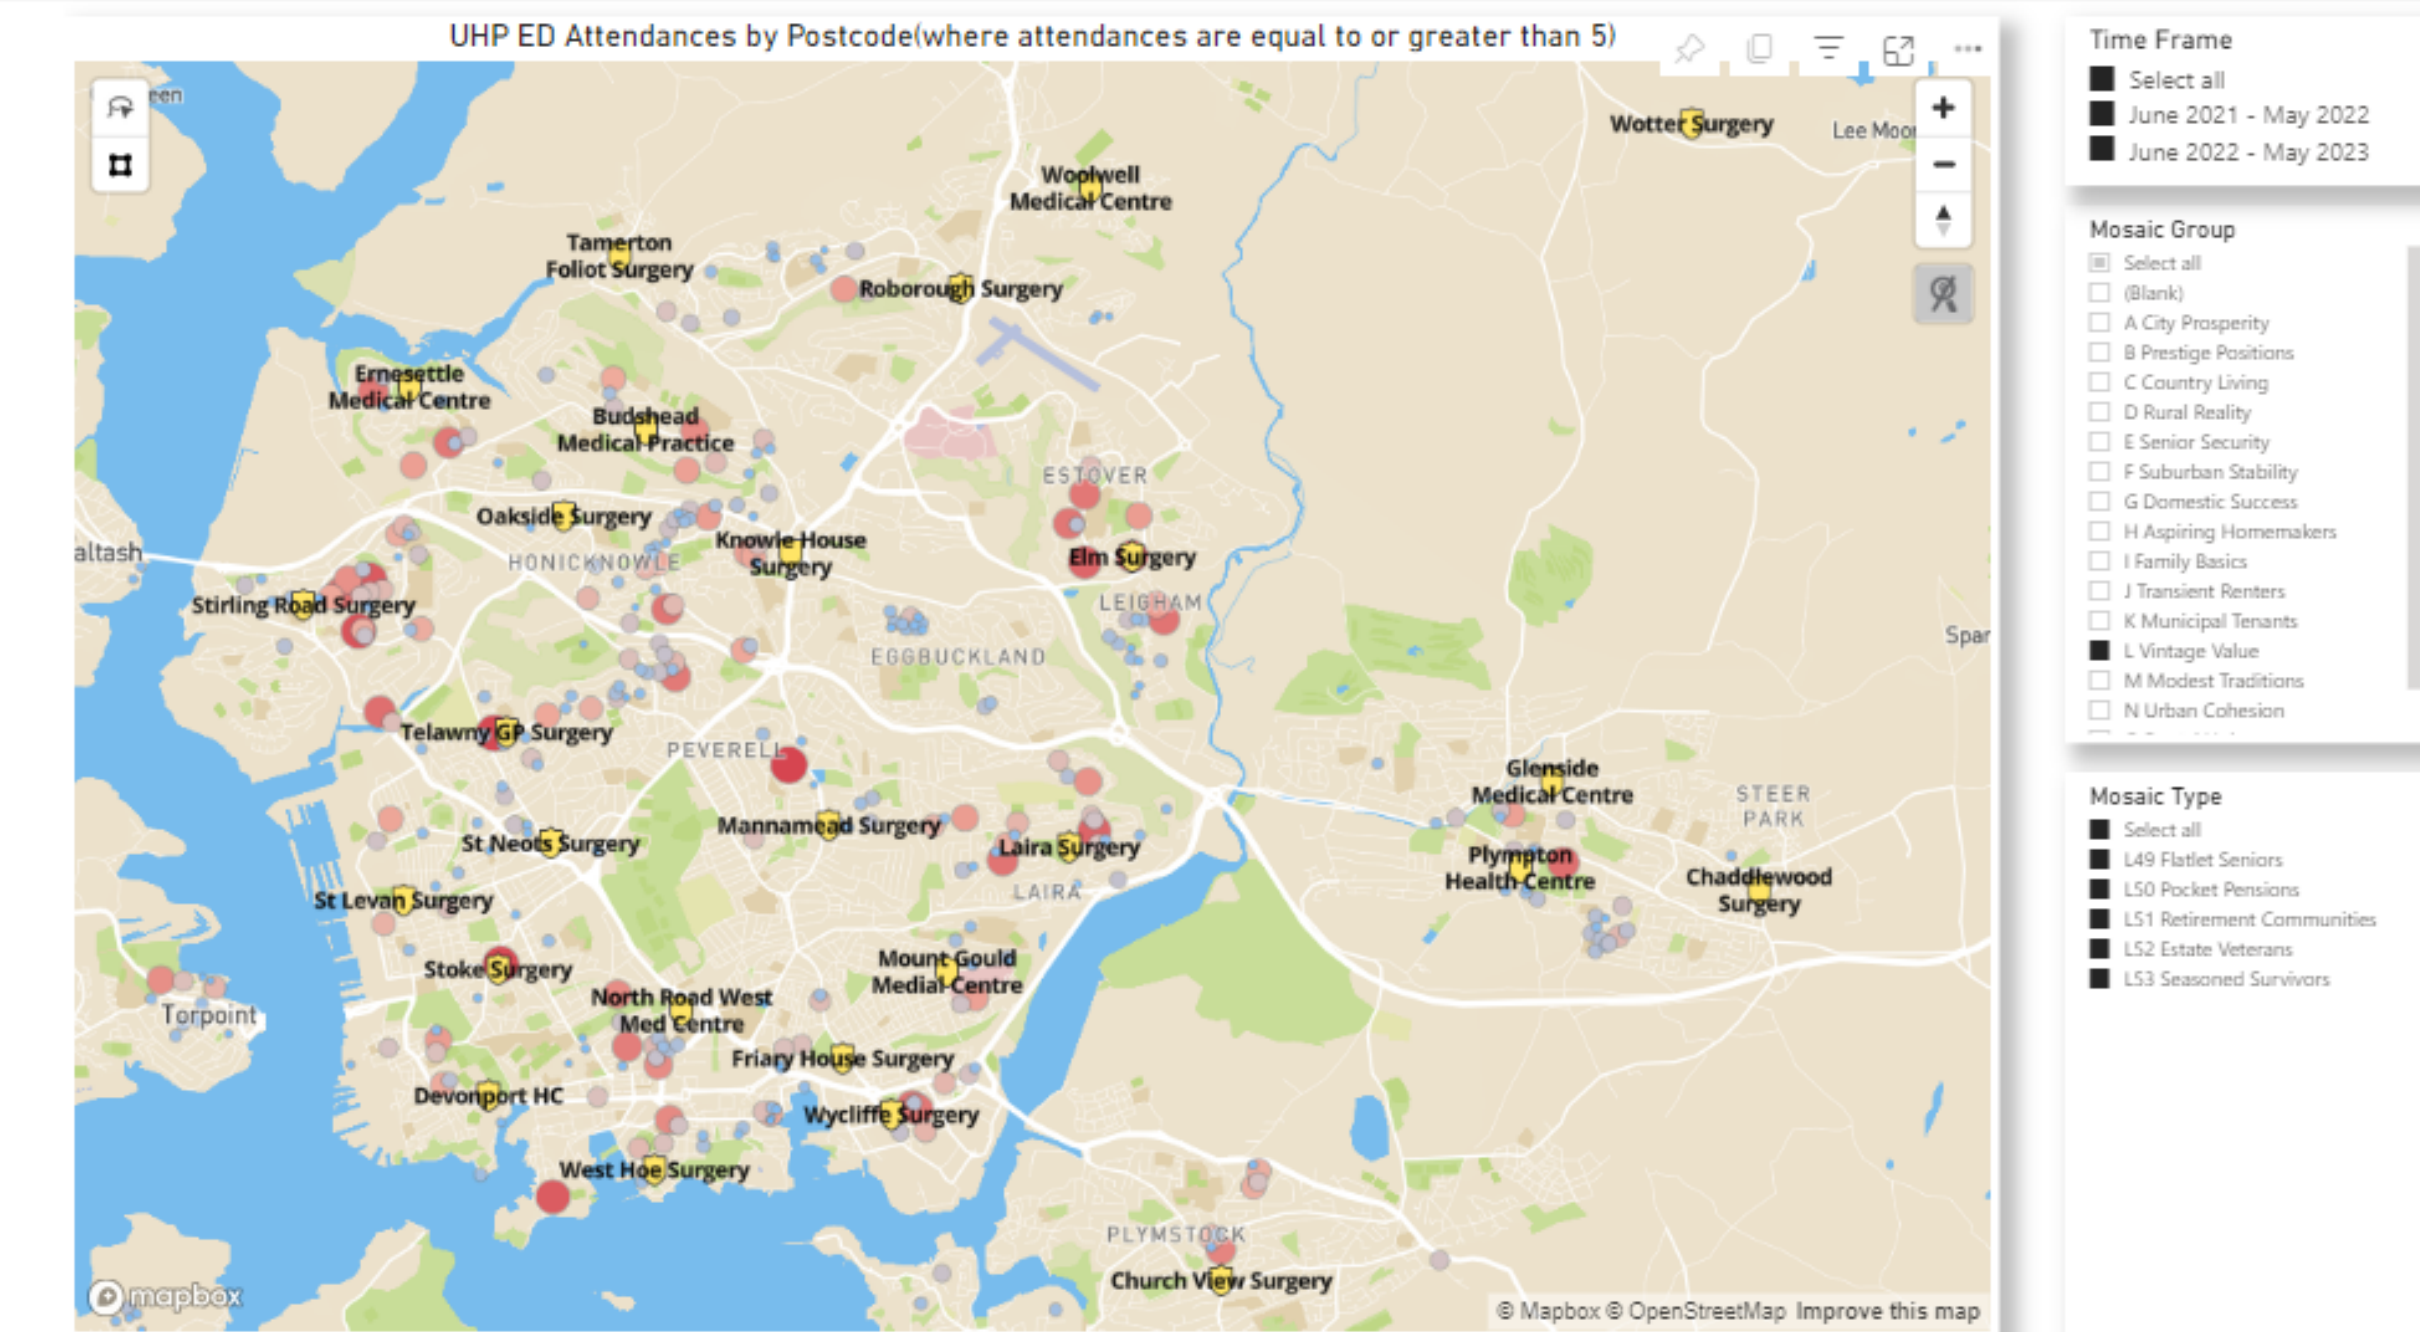 UHP ED Attendances by Postcode(where attendances are equal to or greater than 5)
een
Wotter Surgery
Lee Moor
Woolwell
Medical Centre
Tamerton
Foliot Surgery
Roborough Surgery
Ernesettle
Medical Centre
Budshead
Medical Practice
ESTOVER
Oakside Surgery
Knowle House
Surgery
altash
HONICKNOWLE
Elm Surgery
Stirling Road Surgery
LEIGHAM
Spar
EGGBUCKLAND
Telawny GP Surgery
PEVERELL
Glenside
Medical Centre
STEER
PARK
Mannamead Surgery
St Neots Surgery
Laira Surgery
Plympton
Health Centre
Chaddlewood
Surgery
LAIRA
St Levan Surgery
Stoke Surgery
Mount Gould
Medial Centre
North Road West
Med Centre
Torpoint
Friary House Surgery
Devonport HC
Wycliffe Surgery
West Hoe Surgery
PLYMSTOCK
Church View Surgery
mapbox
© Mapbox © OpenStreetMap Improve this map
Time Frame
Select all
June 2021 - May 2022
June 2022 - May 2023
Mosaic Group
Select all
(Blank)
A City Prosperity
B Prestige Positions
C Country Living
D Rural Reality
E Senior Security
F Suburban Stability
G Domestic Success
H Aspiring Homemakers
I Family Basics
J Transient Renters
K Municipal Tenants
L Vintage Value
M Modest Traditions
N Urban Cohesion
Mosaic Type
Select all
L49 Flatlet Seniors
L50 Pocket Pensions
L51 Retirement Communities
L52 Estate Veterans
L53 Seasoned Survivors